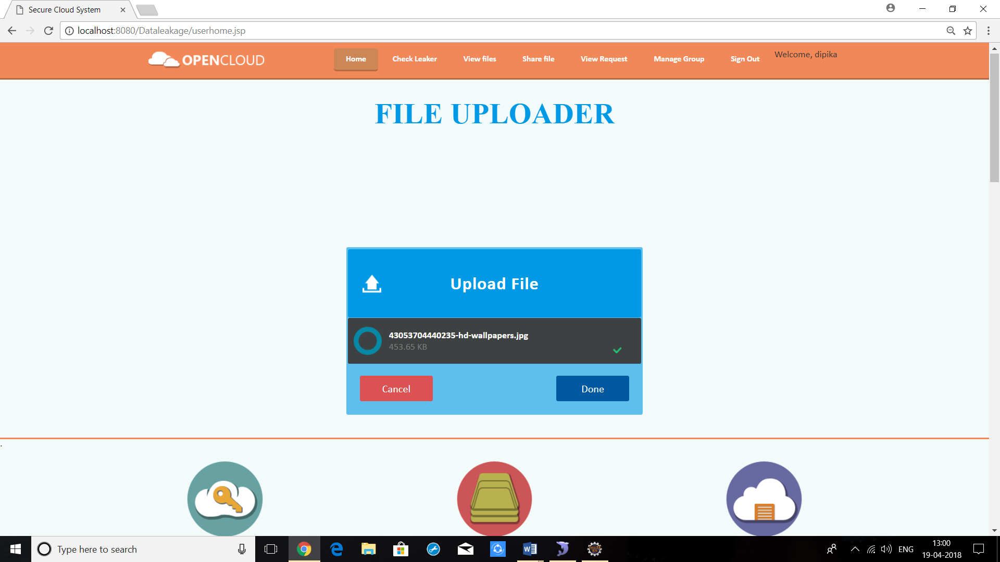 Secure Cloud System
localhost:8080/Dataleakage/userhome.jsp
OPENCLOUD
Home
Check Leaker
View files
Share file
View Request
Manage Group
Sign Out
Welcome, dipika
FILE UPLOADER
Upload File
43053704440235-hd-wallpapers.jpg
453.65 KB
Cancel
Done
.
Type here to search
ENG
13:00
19-04-2018